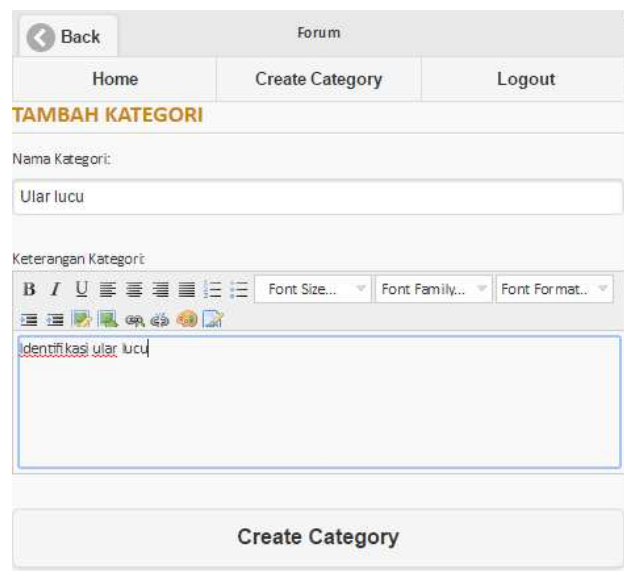 Back Forum
Home Create Category Logout
TAMBAH KATEGORI
Nama Kategori:
Ular lucu
Keterangan Kategori:
B I U Font Size... Font Family... Font Format..
Identifikasi ular lucu
Create Category